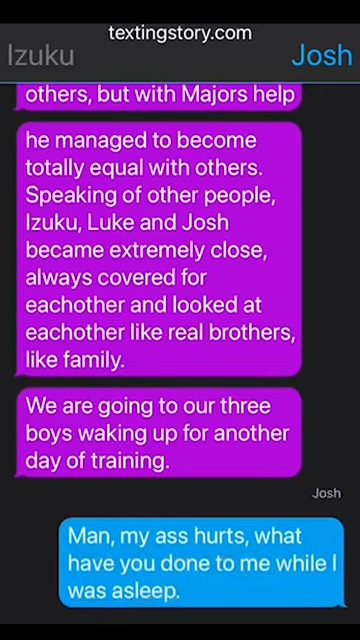 textingstory.com
Izuku
Josh
others, but with Majors help
he managed to become
totally equal with others.
Speaking of other people,
Izuku, Luke and Josh
became extremely close,
always covered for
eachother and looked at
eachother like real brothers,
like family.
We are going to our three
boys waking up for another
day of training.
Josh
Man, my ass hurts, what
have you done to me while I
was asleep.